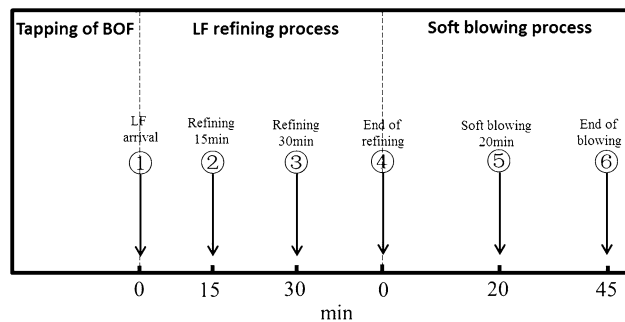 Tapping of BOF LF refining process Soft blowing process
LF
arrival
Refining
15min
Refining
30min
End of
refining
Soft blowing
20min
End of
blowing
① ② ③ ④ ⑤ ⑥
0 15 30 0 20 45
min